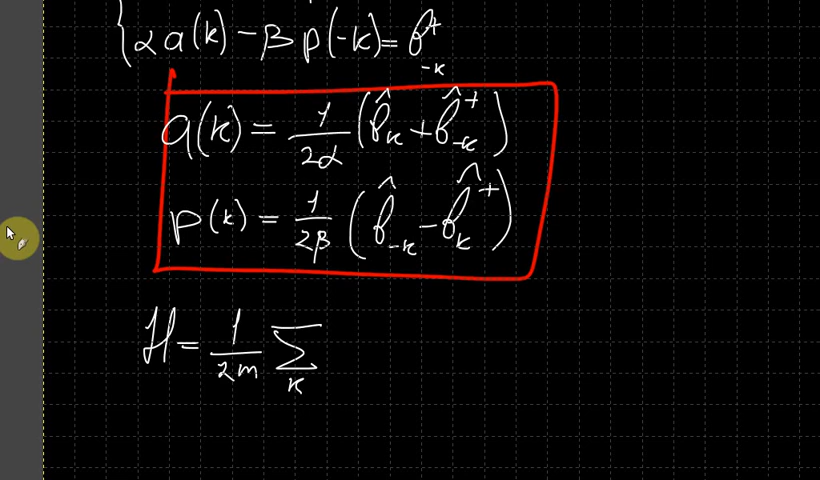 {αa(k) − βp(−k) = b̂⁺₋ₖ
a(k) = 1/2α (b̂ₖ + b̂⁺₋ₖ)
p(k) = 1/2β (b̂₋ₖ − b̂⁺ₖ)
H = 1/2m ∑ₖ